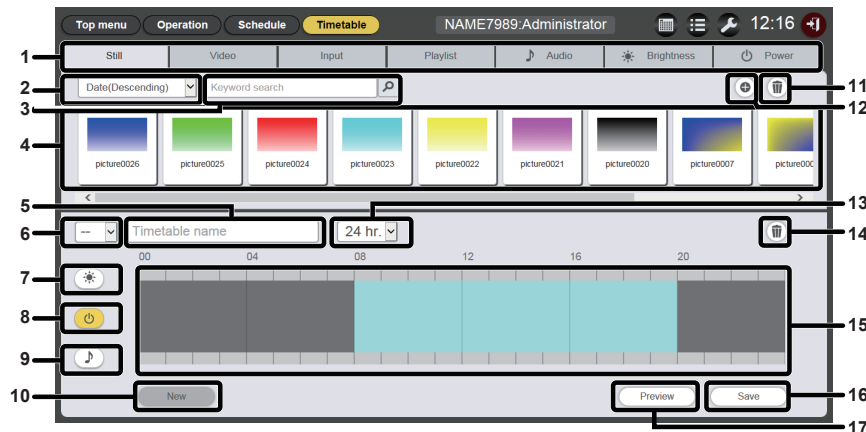 Top menu Operation Schedule Timetable NAME7989:Administrator 12:16
1 Still Video Input Playlist Audio Brightness Power
2 Date(Descending) Keyword search 11
3 12
4 picture0026 picture0025 picture0024 picture0023 picture0022 picture0021 picture0020 picture0007 picture000
5 13
6 -- Timetable name 24 hr. 14
00 04 08 12 16 20
7
8 15
9
10 New Preview Save 16
17